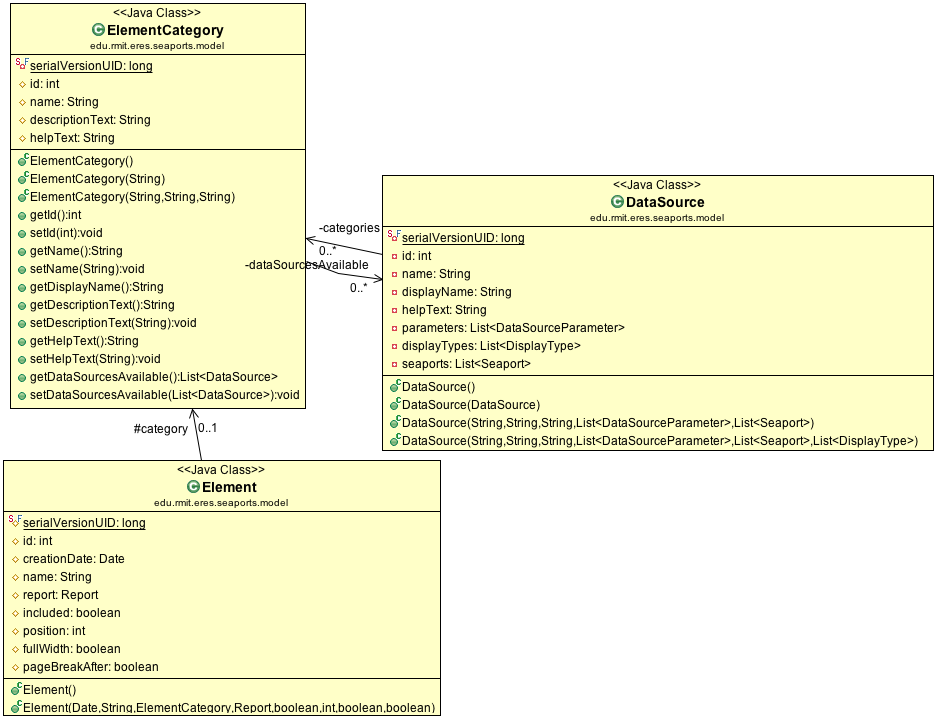 <<Java Class>>
ElementCategory
edu.rmit.eres.seaports.model
serialVersionUID: long
id: int
name: String
descriptionText: String
helpText: String
ElementCategory()
ElementCategory(String)
ElementCategory(String,String,String)
getId():int
setId(int):void
getName():String
setName(String):void
getDisplayName():String
getDescriptionText():String
setDescriptionText(String):void
getHelpText():String
setHelpText(String):void
getDataSourcesAvailable():List<DataSource>
setDataSourcesAvailable(List<DataSource>):void
-categories
0..*
-dataSourcesAvailable
0..*
<<Java Class>>
DataSource
edu.rmit.eres.seaports.model
serialVersionUID: long
id: int
name: String
displayName: String
helpText: String
parameters: List<DataSourceParameter>
displayTypes: List<DisplayType>
seaports: List<Seaport>
DataSource()
DataSource(DataSource)
DataSource(String,String,String,List<DataSourceParameter>,List<Seaport>)
DataSource(String,String,String,List<DataSourceParameter>,List<Seaport>,List<DisplayType>)
#category 0..1
<<Java Class>>
Element
edu.rmit.eres.seaports.model
serialVersionUID: long
id: int
creationDate: Date
name: String
report: Report
included: boolean
position: int
fullWidth: boolean
pageBreakAfter: boolean
Element()
Element(Date,String,ElementCategory,Report,boolean,int,boolean,boolean)